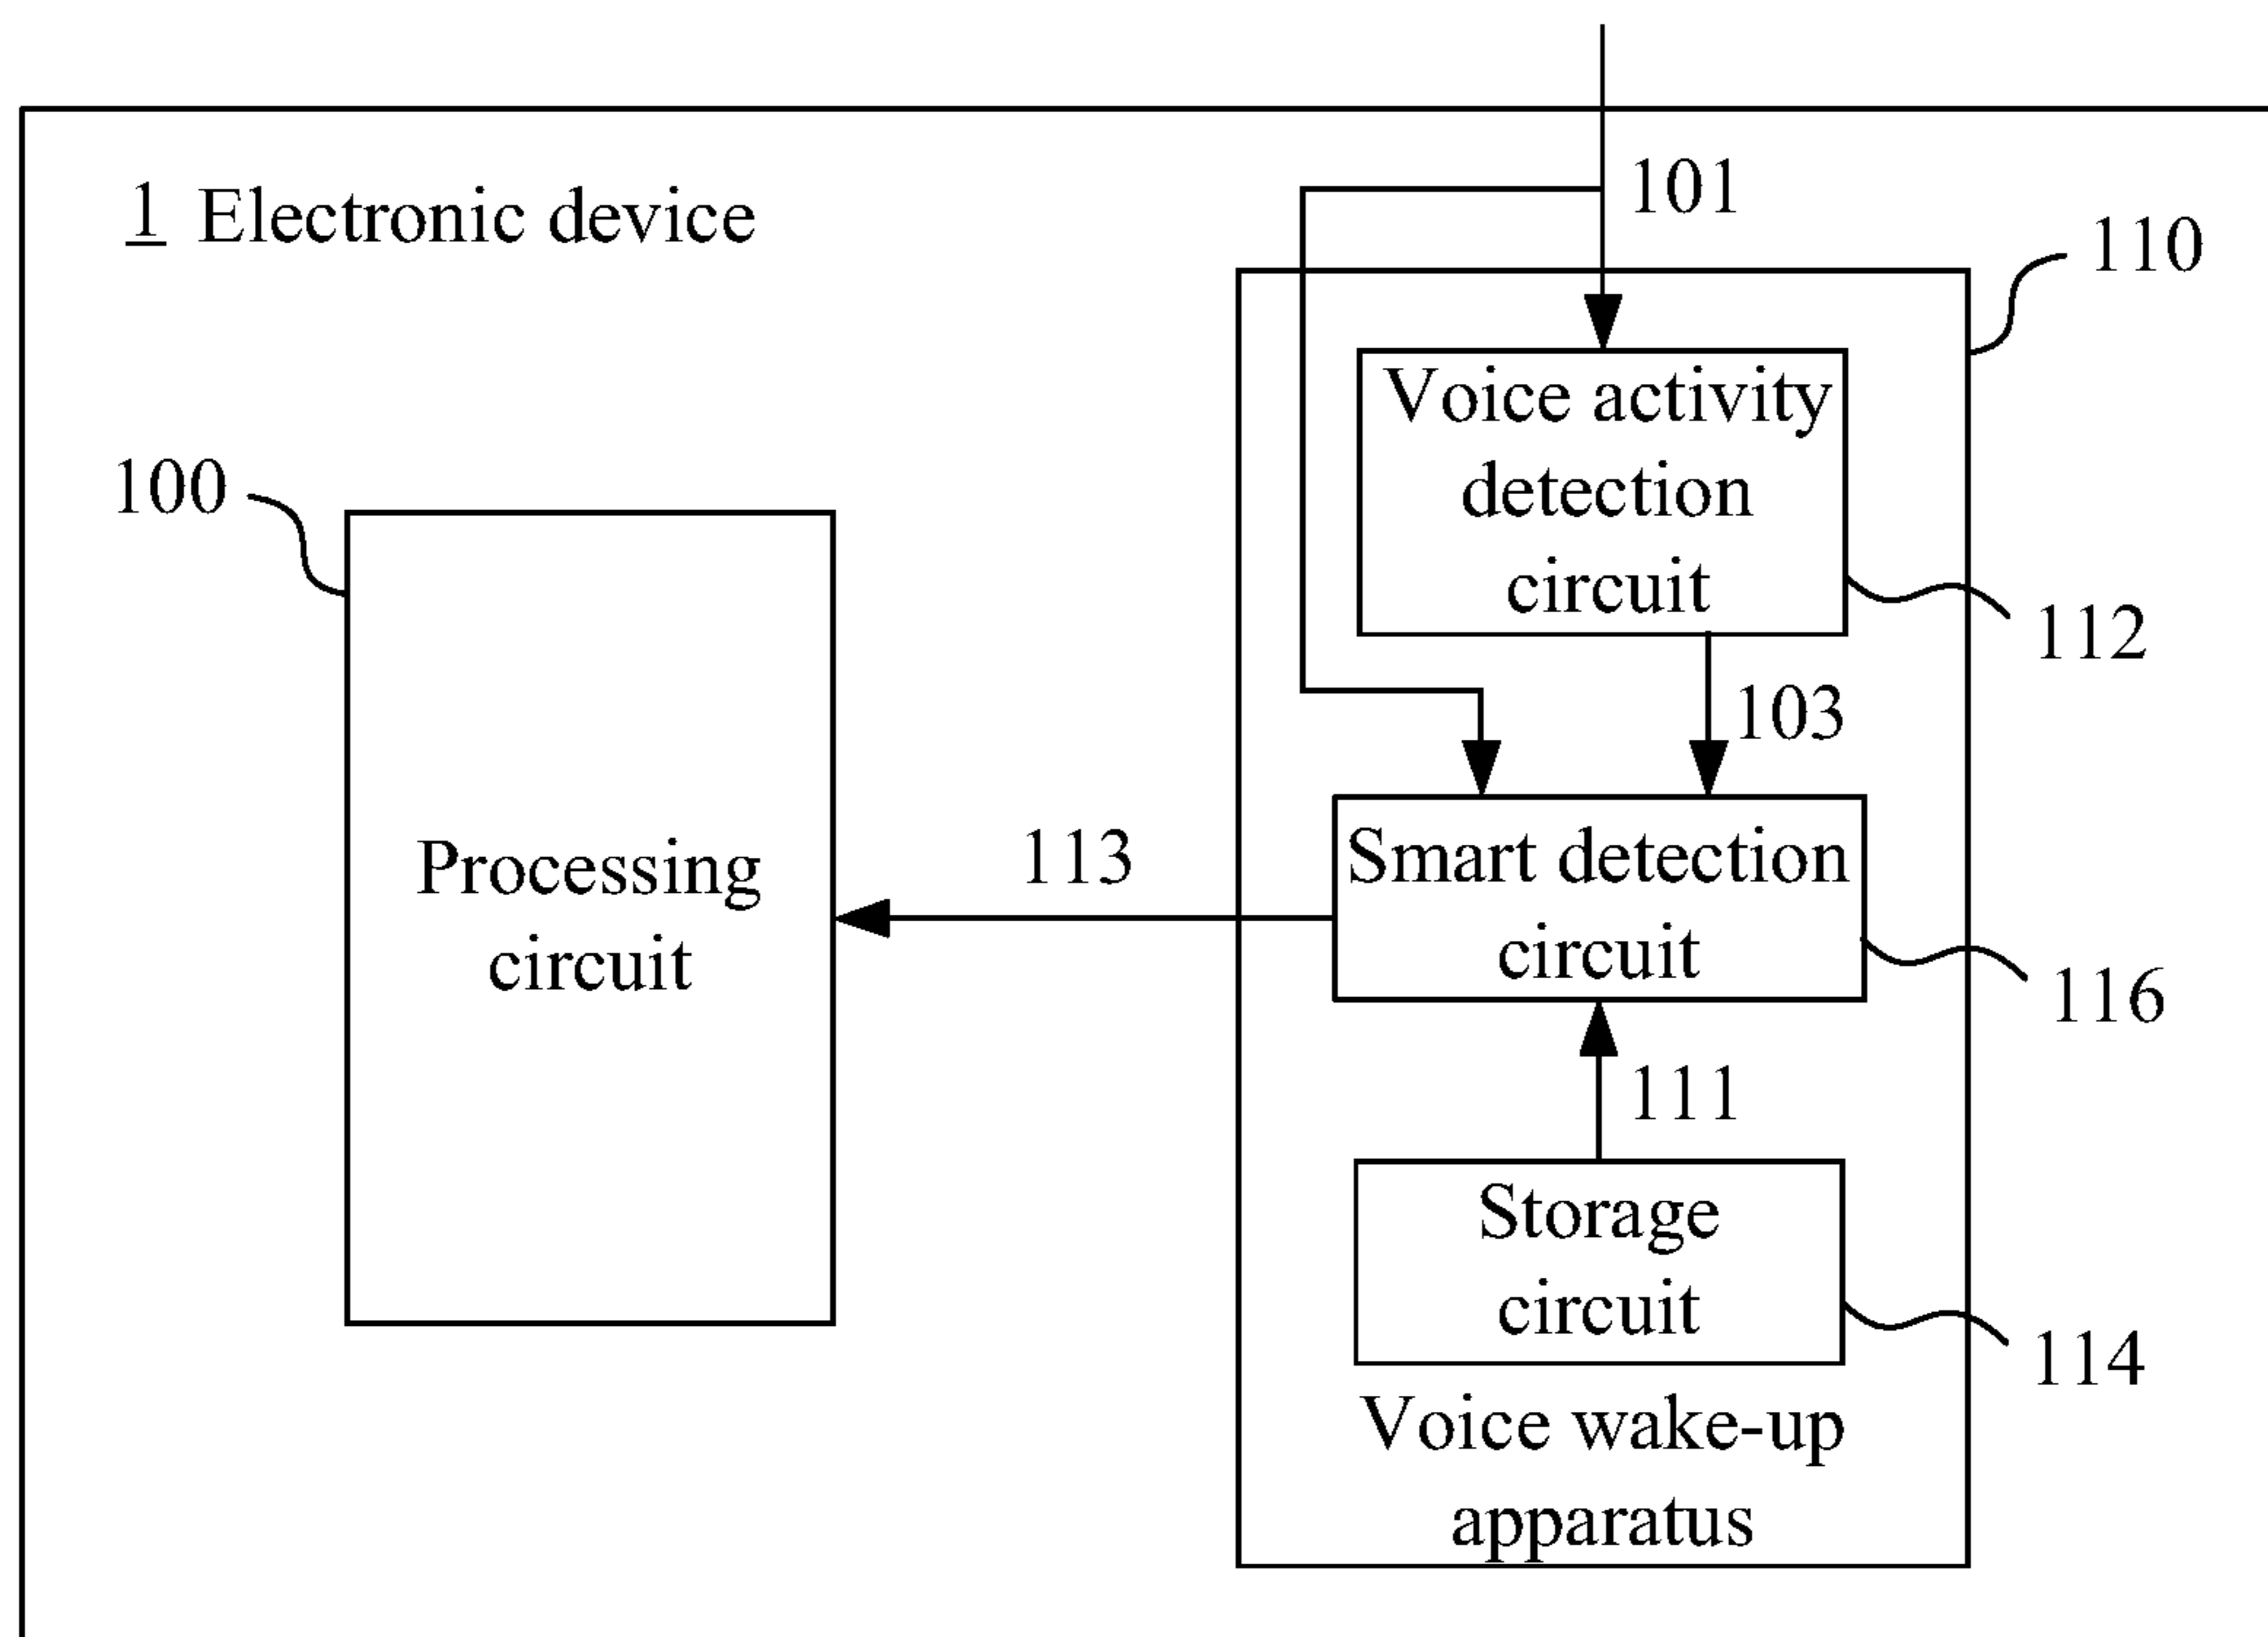 1 Electronic device
101
110
Voice activity
detection
circuit
112
100
103
Processing
circuit
113
Smart detection
circuit
116
111
Storage
circuit
114
Voice wake-up
apparatus